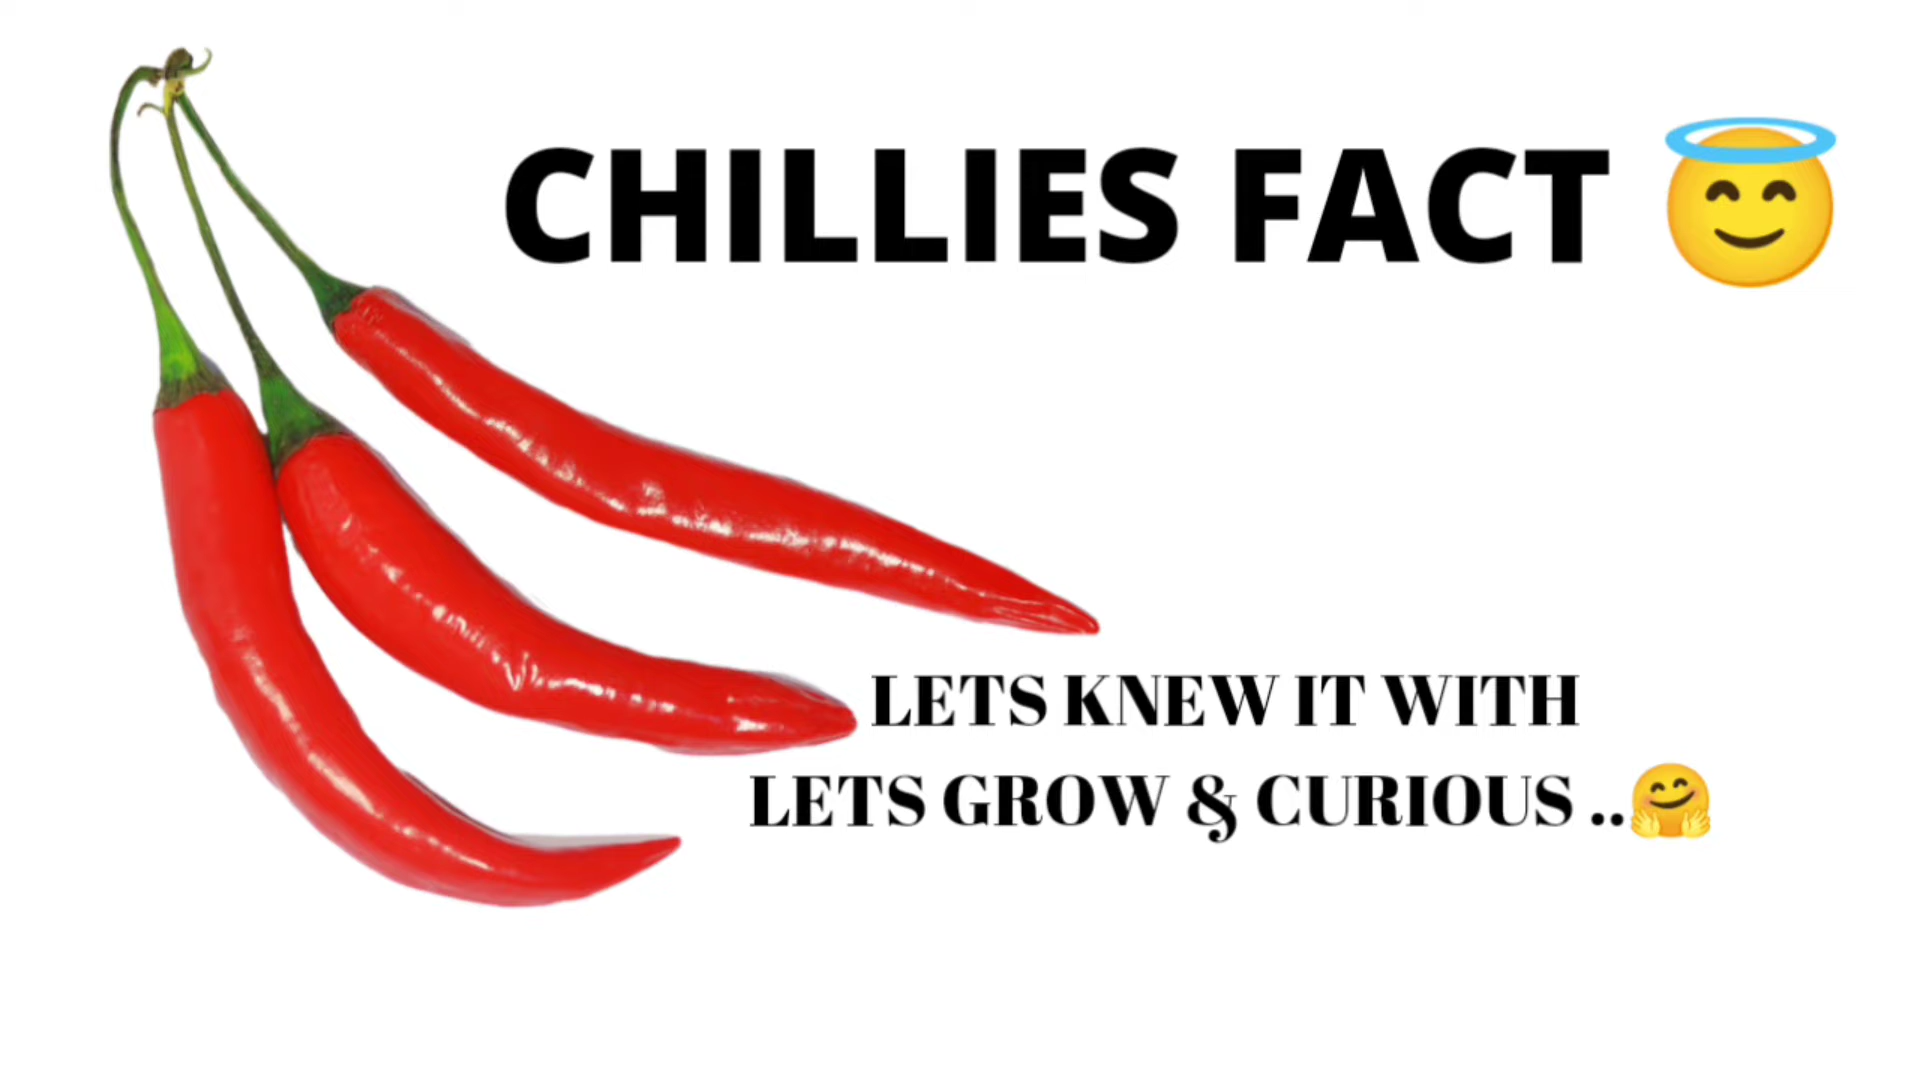 CHILLIES FACT 😇
LETS KNEW IT WITH
LETS GROW & CURIOUS ..🤗